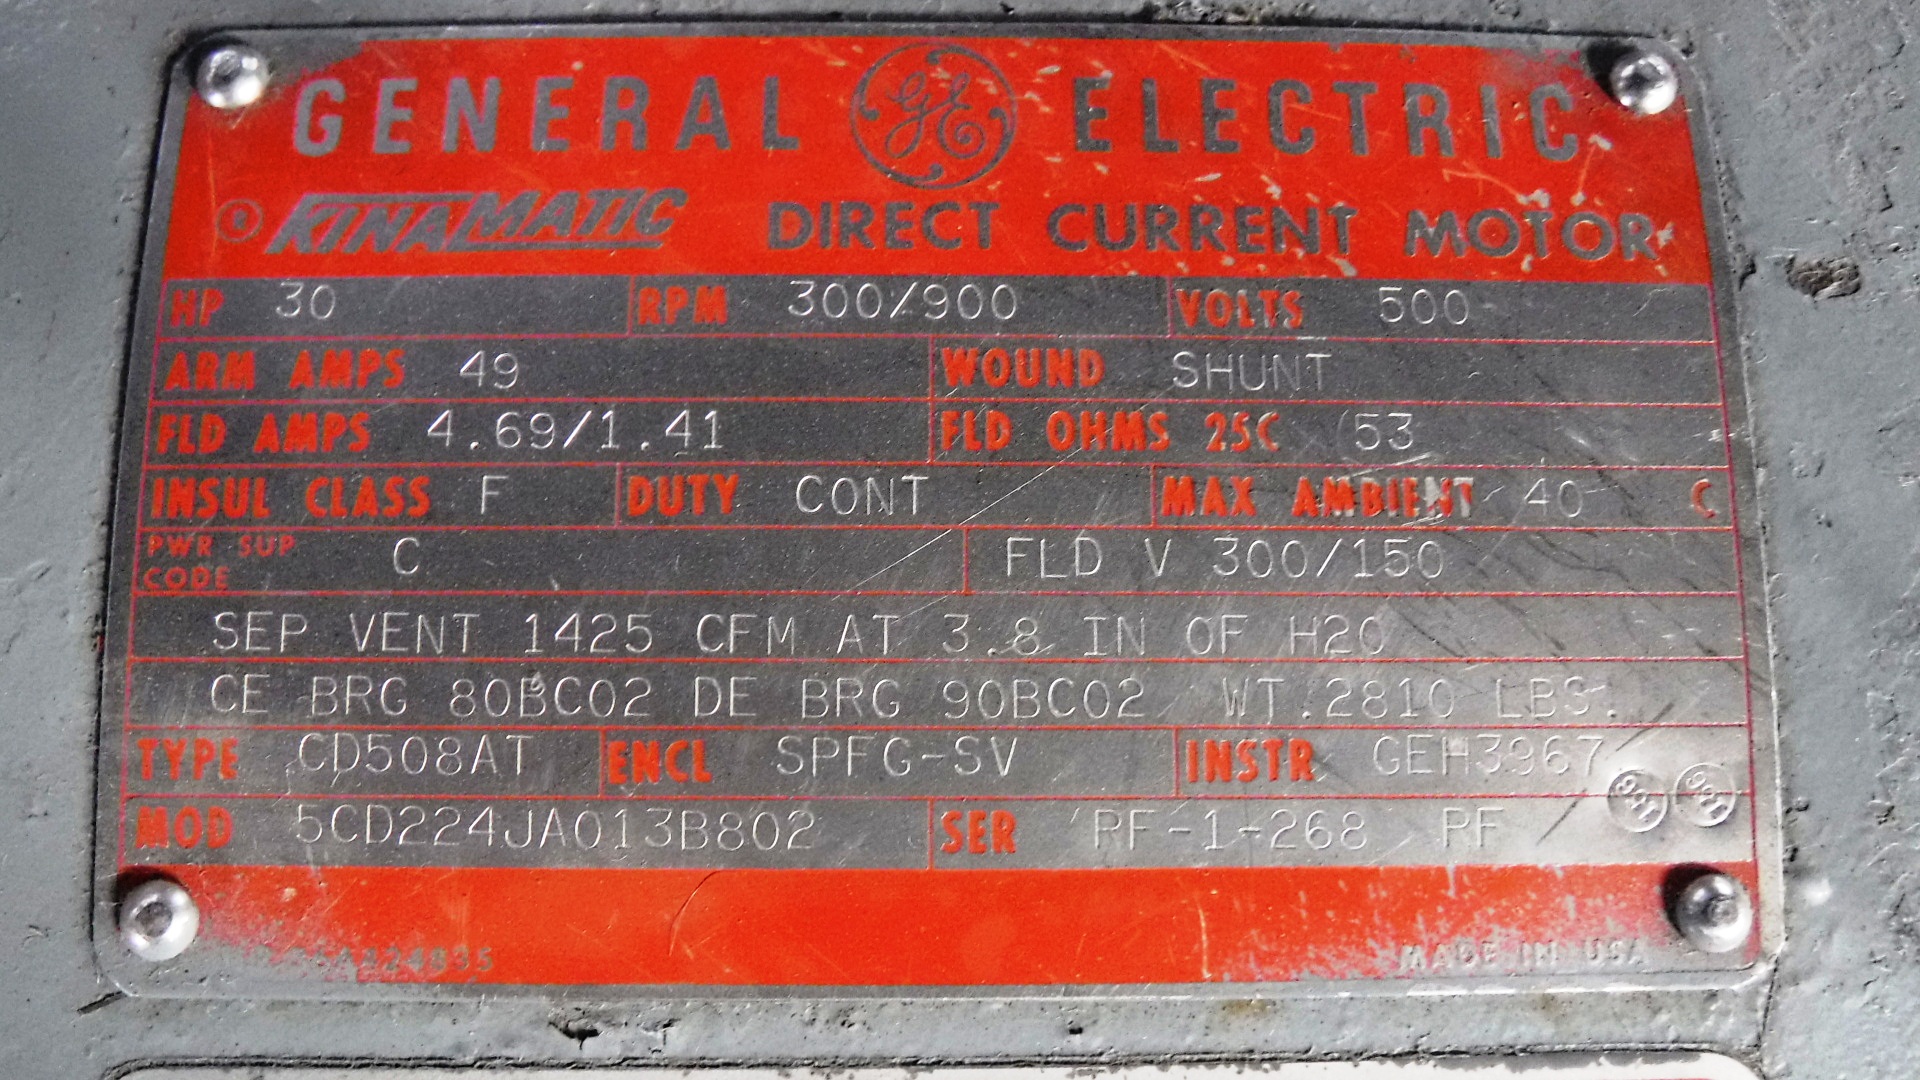 GENERAL GE ELECTRIC
® KINAMATIC DIRECT CURRENT MOTOR
HP 30 RPM 300/900 VOLTS 500
ARM AMPS 49 WOUND SHUNT
FLD AMPS 4.69/1.41 FLD OHMS 25C 53
INSUL CLASS F DUTY CONT MAX AMBIENT 40 C
PWR SUP CODE C FLD V 300/150
SEP VENT 1425 CFM AT 3.8 IN OF H2O
CE BRG 80BC02 DE BRG 90BC02 WT.2810 LBS.
TYPE CD508AT ENCL SPFG-SV INSTR GEH3967
MOD 5CD224JA013B802 SER RF-1-268 PF
MADE IN USA